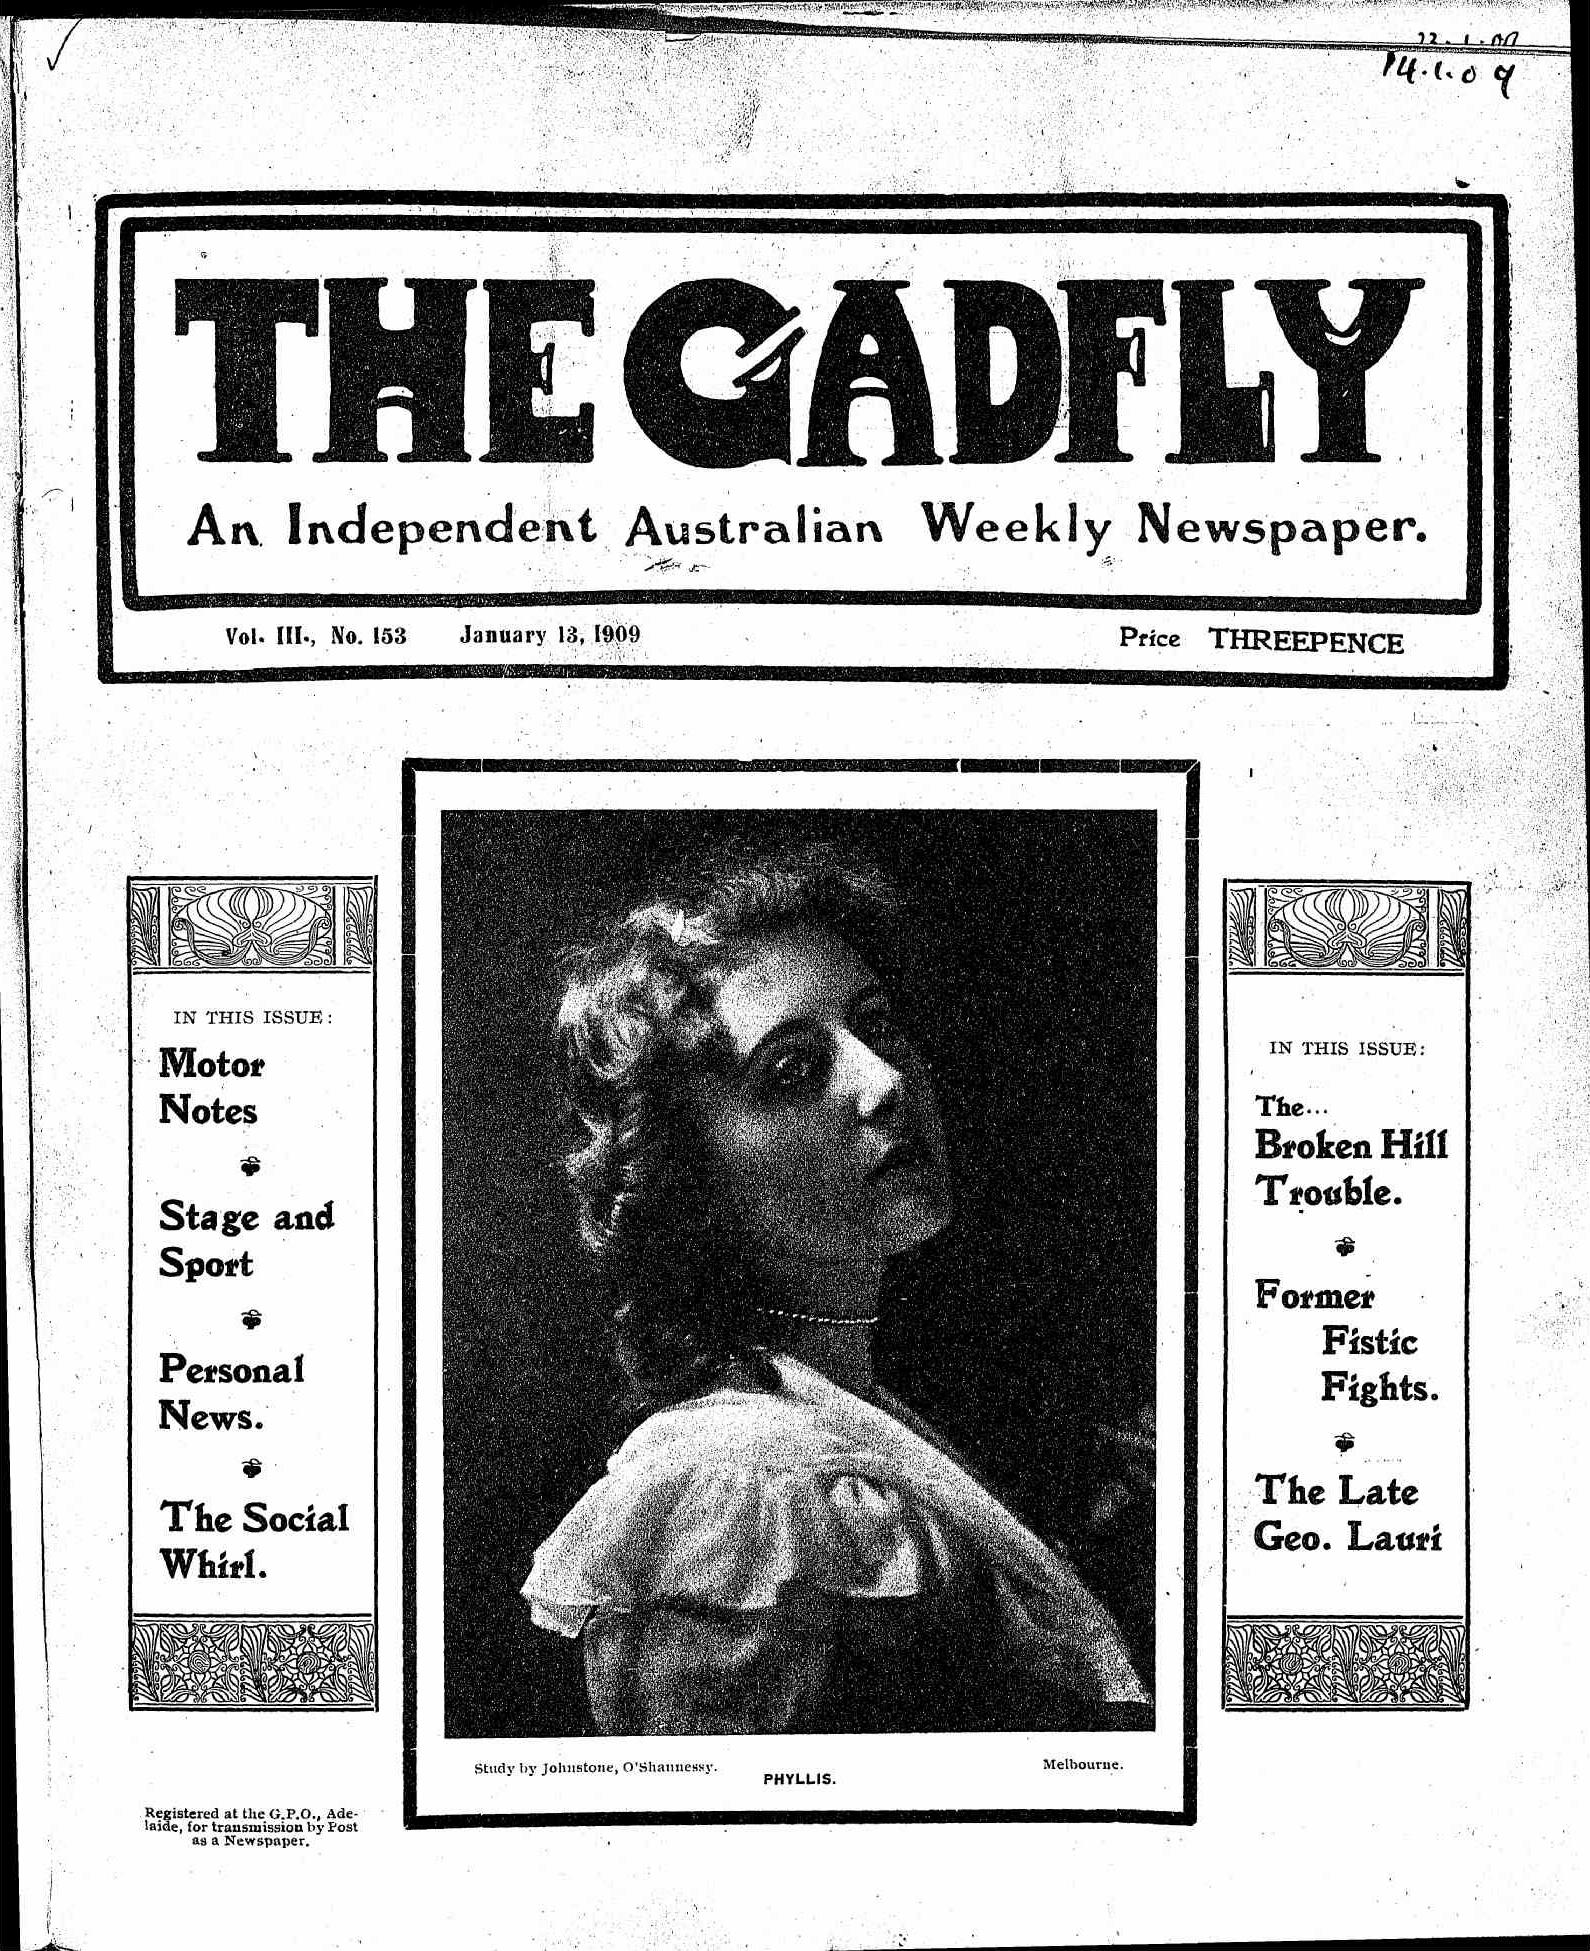 14.1.09
THE GADFLY
An Independent Australian Weekly Newspaper.
Vol. III., No. 153 January 13, 1909 Price THREEPENCE
IN THIS ISSUE:
Motor
Notes
Stage and
Sport
Personal
News.
The Social
Whirl.
Study by Johnstone, O'Shannessy. Melbourne.
PHYLLIS.
IN THIS ISSUE:
The...
Broken Hill
Trouble.
Former
Fistic
Fights.
The Late
Geo. Lauri
Registered at the G.P.O., Ade-
laide, for transmission by Post
as a Newspaper.